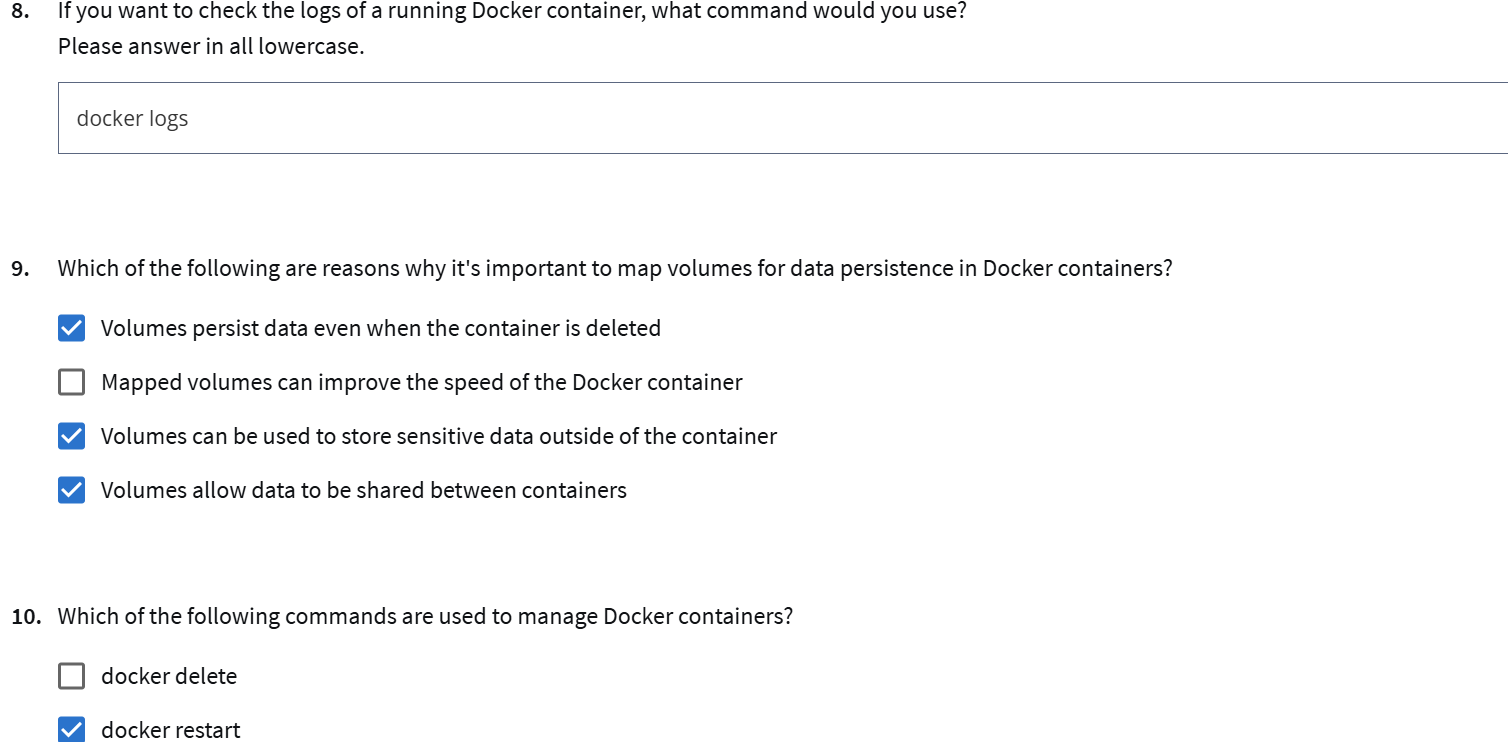 8. If you want to check the logs of a running Docker container, what command would you use?
Please answer in all lowercase.
docker logs
9. Which of the following are reasons why it's important to map volumes for data persistence in Docker containers?
Volumes persist data even when the container is deleted
Mapped volumes can improve the speed of the Docker container
Volumes can be used to store sensitive data outside of the container
Volumes allow data to be shared between containers
10. Which of the following commands are used to manage Docker containers?
docker delete
docker restart